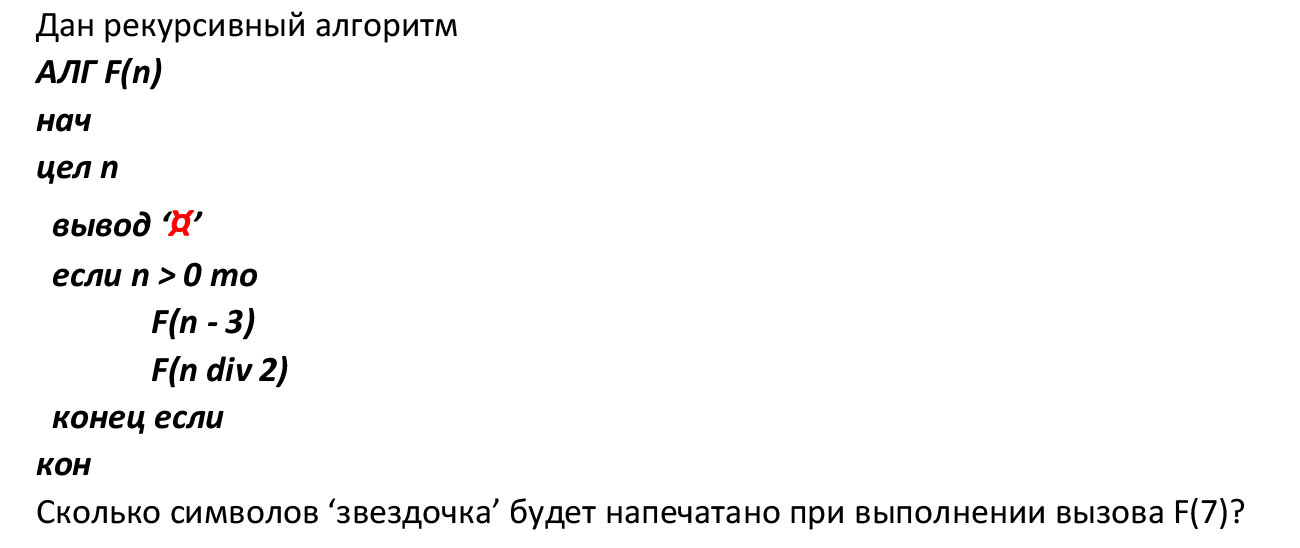 Дан рекурсивный алгоритм
АЛГ F(n)
нач
цел n
вывод ‘¤’
если n > 0 то
F(n - 3)
F(n div 2)
конец если
кон
Сколько символов ‘звездочка’ будет напечатано при выполнении вызова F(7)?